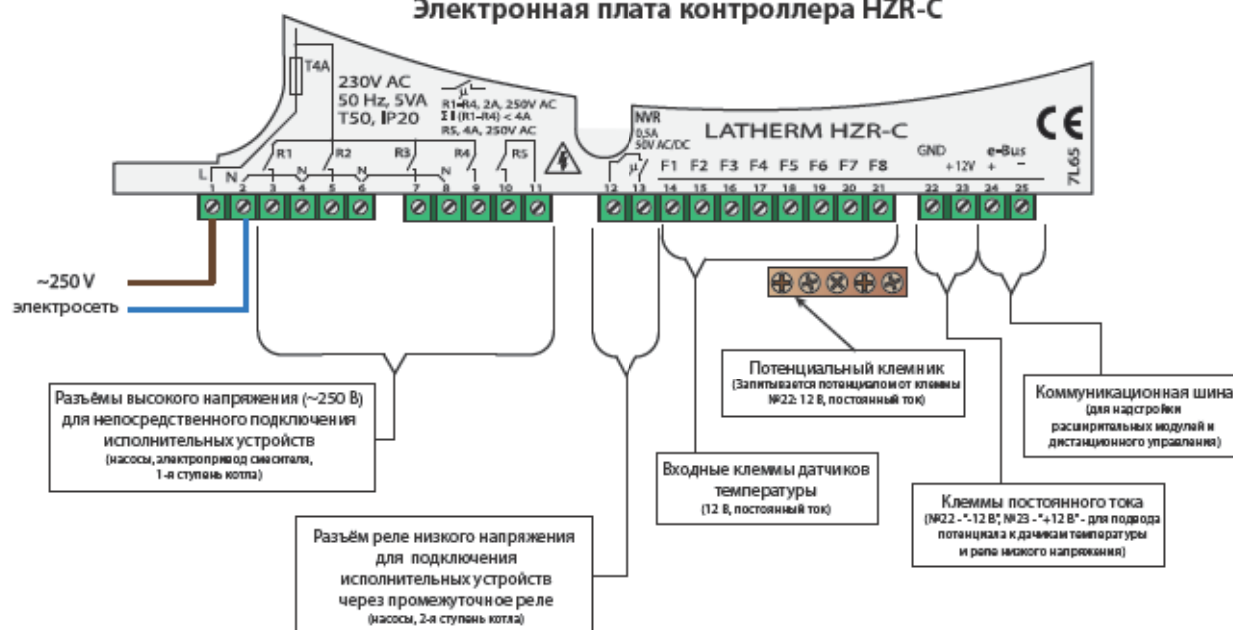 Электронная плата контроллера HZR-C
T4A
230V AC
50 Hz, 5VA
T50, IP20
μ
R1-R4, 2A, 250V AC
Σ I (R1-R4) < 4A
R5, 4A, 250V AC
NVR
0,5A
50V AC/DC
μ
LATHERM HZR-C
CE
7L65
R1 R2 R3 R4 R5
L N N N N
F1 F2 F3 F4 F5 F6 F7 F8
GND +12V
e-Bus
+ −
1 2 3 4 5 6 7 8 9 10 11 12 13 14 15 16 17 18 19 20 21 22 23 24 25
~250 V
электросеть
Потенциальный клемник
(Запитывается потенциалом от клеммы
№22: 12 В, постоянный ток)
Коммуникационная шина
(для надстройки
расширительных модулей и
дистанционного управления)
Разъёмы высокого напряжения (~250 В)
для непосредственного подключения
исполнительных устройств
(насосы, электропривод смесителя,
1-я ступень котла)
Входные клеммы датчиков
температуры
(12 В, постоянный ток)
Клеммы постоянного тока
(№22 - "-12 В", №23 - "+12 В" - для подвода
потенциала к дачикам температуры
и реле низкого напряжения)
Разъём реле низкого напряжения
для подключения
исполнительных устройств
через промежуточное реле
(насосы, 2-я ступень котла)